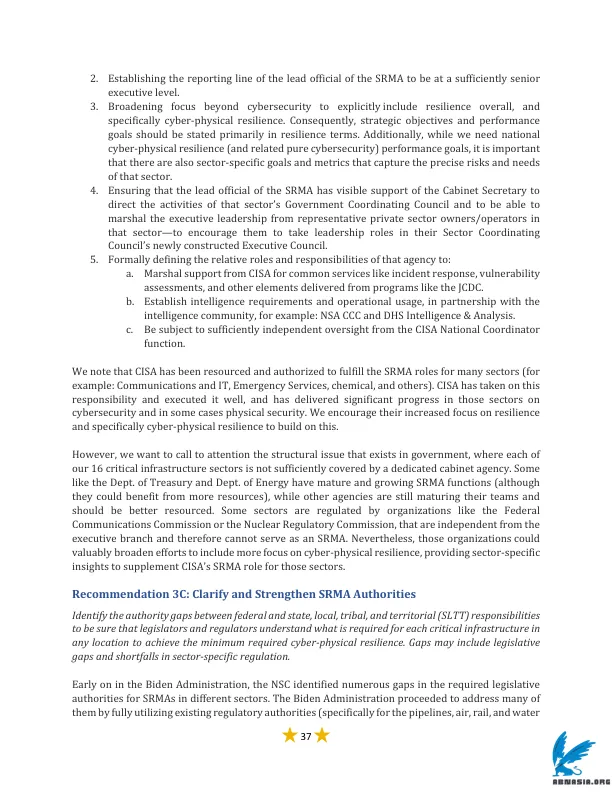 2. Establishing the reporting line of the lead official of the SRMA to be at a sufficiently senior
executive level.
3. Broadening focus beyond cybersecurity to explicitly include resilience overall, and
specifically cyber-physical resilience. Consequently, strategic objectives and performance
goals should be stated primarily in resilience terms. Additionally, while we need national
cyber-physical resilience (and related pure cybersecurity) performance goals, it is important
that there are also sector-specific goals and metrics that capture the precise risks and needs
of that sector.
4. Ensuring that the lead official of the SRMA has visible support of the Cabinet Secretary to
direct the activities of that sector's Government Coordinating Council and to be able to
marshal the executive leadership from representative private sector owners/operators in
that sector—to encourage them to take leadership roles in their Sector Coordinating
Council's newly constructed Executive Council.
5. Formally defining the relative roles and responsibilities of that agency to:
a. Marshal support from CISA for common services like incident response, vulnerability
assessments, and other elements delivered from programs like the JCDC.
b. Establish intelligence requirements and operational usage, in partnership with the
intelligence community, for example: NSA CCC and DHS Intelligence & Analysis.
c. Be subject to sufficiently independent oversight from the CISA National Coordinator
function.
We note that CISA has been resourced and authorized to fulfill the SRMA roles for many sectors (for
example: Communications and IT, Emergency Services, chemical, and others). CISA has taken on this
responsibility and executed it well, and has delivered significant progress in those sectors on
cybersecurity and in some cases physical security. We encourage their increased focus on resilience
and specifically cyber-physical resilience to build on this.
However, we want to call to attention the structural issue that exists in government, where each of
our 16 critical infrastructure sectors is not sufficiently covered by a dedicated cabinet agency. Some
like the Dept. of Treasury and Dept. of Energy have mature and growing SRMA functions (although
they could benefit from more resources), while other agencies are still maturing their teams and
should be better resourced. Some sectors are regulated by organizations like the Federal
Communications Commission or the Nuclear Regulatory Commission, that are independent from the
executive branch and therefore cannot serve as an SRMA. Nevertheless, those organizations could
valuably broaden efforts to include more focus on cyber-physical resilience, providing sector-specific
insights to supplement CISA's SRMA role for those sectors.
Recommendation 3C: Clarify and Strengthen SRMA Authorities
Identify the authority gaps between federal and state, local, tribal, and territorial (SLTT) responsibilities
to be sure that legislators and regulators understand what is required for each critical infrastructure in
any location to achieve the minimum required cyber-physical resilience. Gaps may include legislative
gaps and shortfalls in sector-specific regulation.
Early on in the Biden Administration, the NSC identified numerous gaps in the required legislative
authorities for SRMAs in different sectors. The Biden Administration proceeded to address many of
them by fully utilizing existing regulatory authorities (specifically for the pipelines, air, rail, and water
37
ABNASIA.ORG